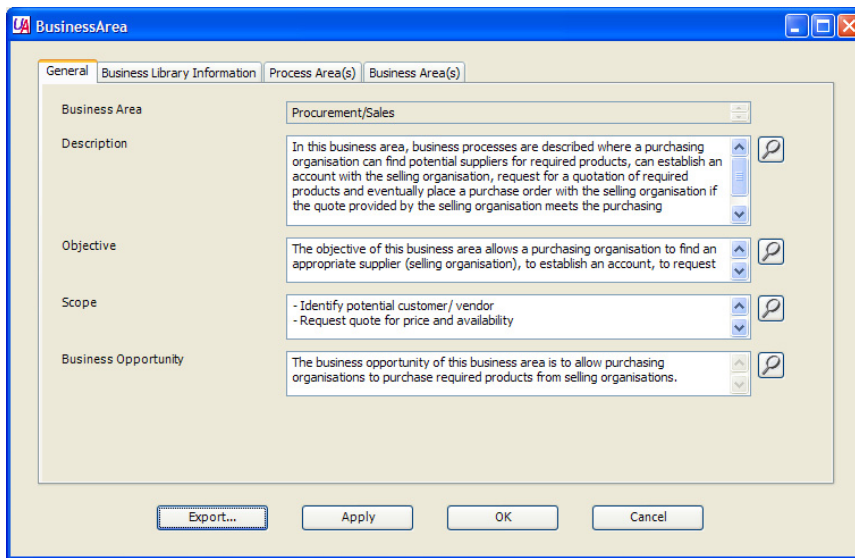 UA BusinessArea
General Business Library Information Process Area(s) Business Area(s)
Business Area
Procurement/Sales
Description
In this business area, business processes are described where a purchasing
organisation can find potential suppliers for required products, can establish an
account with the selling organisation, request for a quotation of required
products and eventually place a purchase order with the selling organisation if
the quote provided by the selling organisation meets the purchasing
Objective
The objective of this business area allows a purchasing organisation to find an
appropriate supplier (selling organisation), to establish an account, to request
Scope
- Identify potential customer/ vendor
- Request quote for price and availability
Business Opportunity
The business opportunity of this business area is to allow purchasing
organisations to purchase required products from selling organisations.
Export... Apply OK Cancel